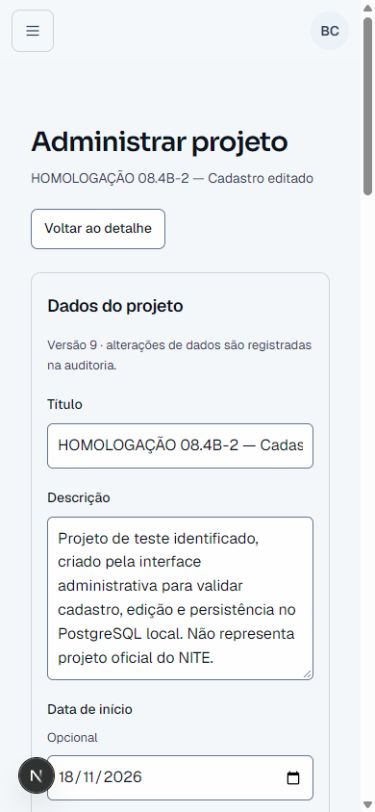 BC
Administrar projeto
HOMOLOGAÇÃO 08.4B-2 — Cadastro editado
Voltar ao detalhe
Dados do projeto
Versão 9 · alterações de dados são registradas
na auditoria.
Título
HOMOLOGAÇÃO 08.4B-2 — Cadas
Descrição
Projeto de teste identificado,
criado pela interface
administrativa para validar
cadastro, edição e persistência no
PostgreSQL local. Não representa
projeto oficial do NITE.
Data de início
Opcional
N
18/11/2026